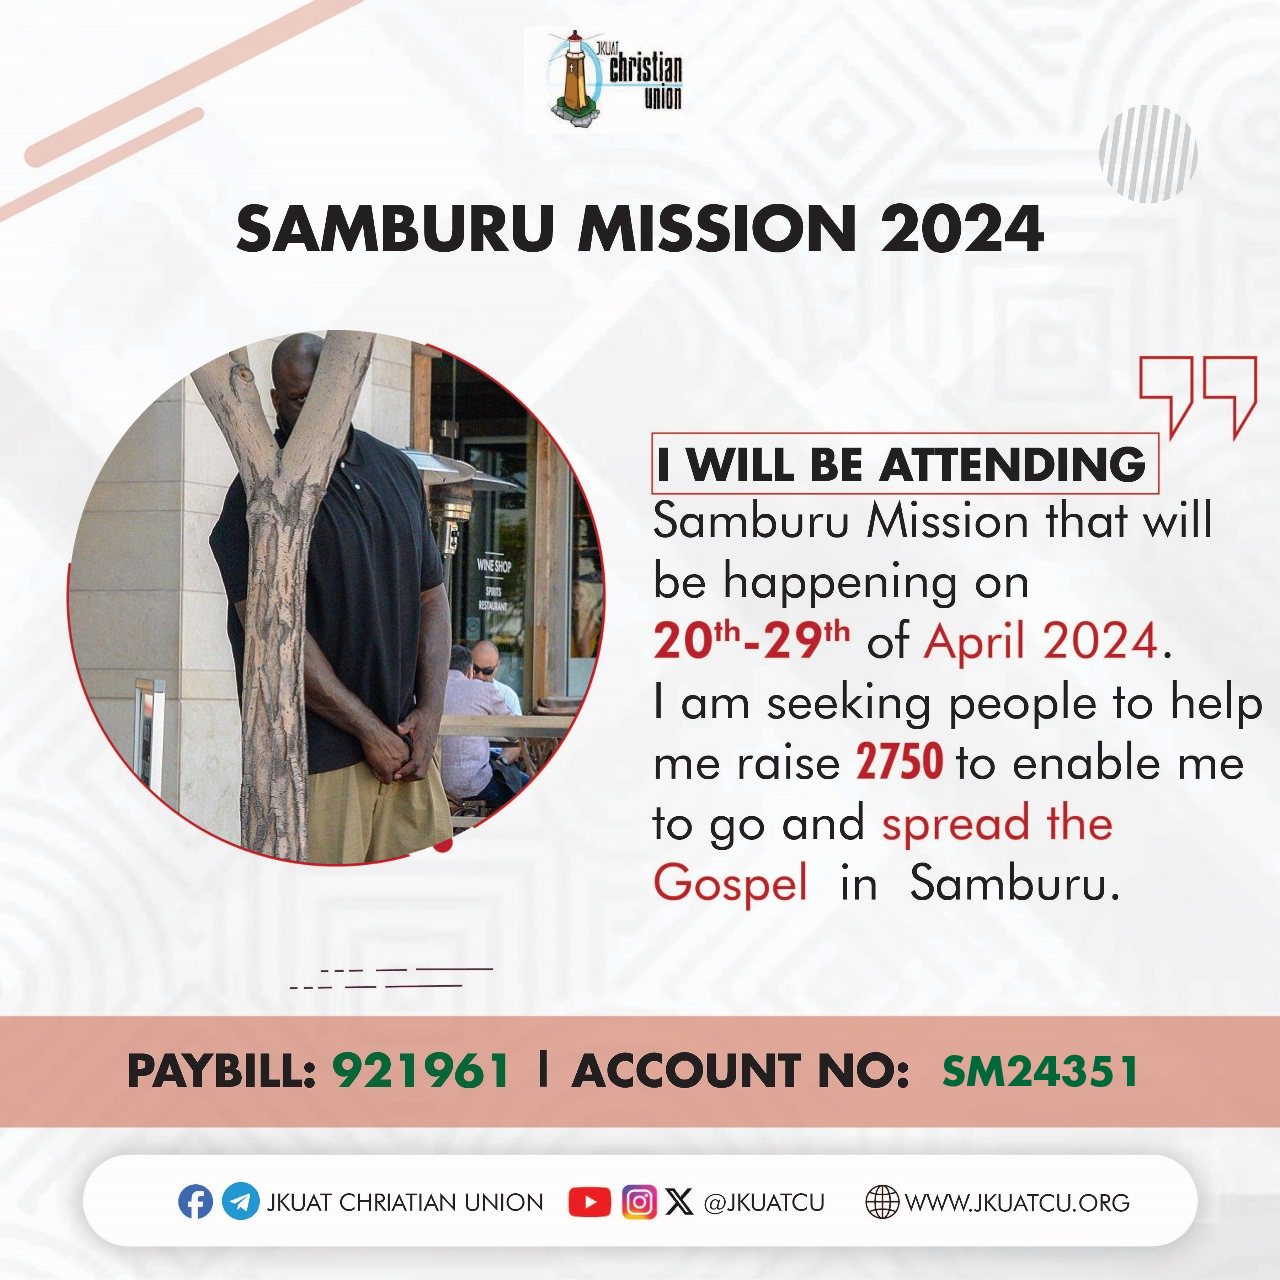 JKUAT
christian
union
SAMBURU MISSION 2024
WINE SHOP
SPIRITS
RESTAURANT
I WILL BE ATTENDING
Samburu Mission that will
be happening on
20th-29th of April 2024.
I am seeking people to help
me raise 2750 to enable me
to go and spread the
Gospel in Samburu.
PAYBILL: 921961 | ACCOUNT NO: SM24351
JKUAT CHRIATIAN UNION @JKUATCU WWW.JKUATCU.ORG